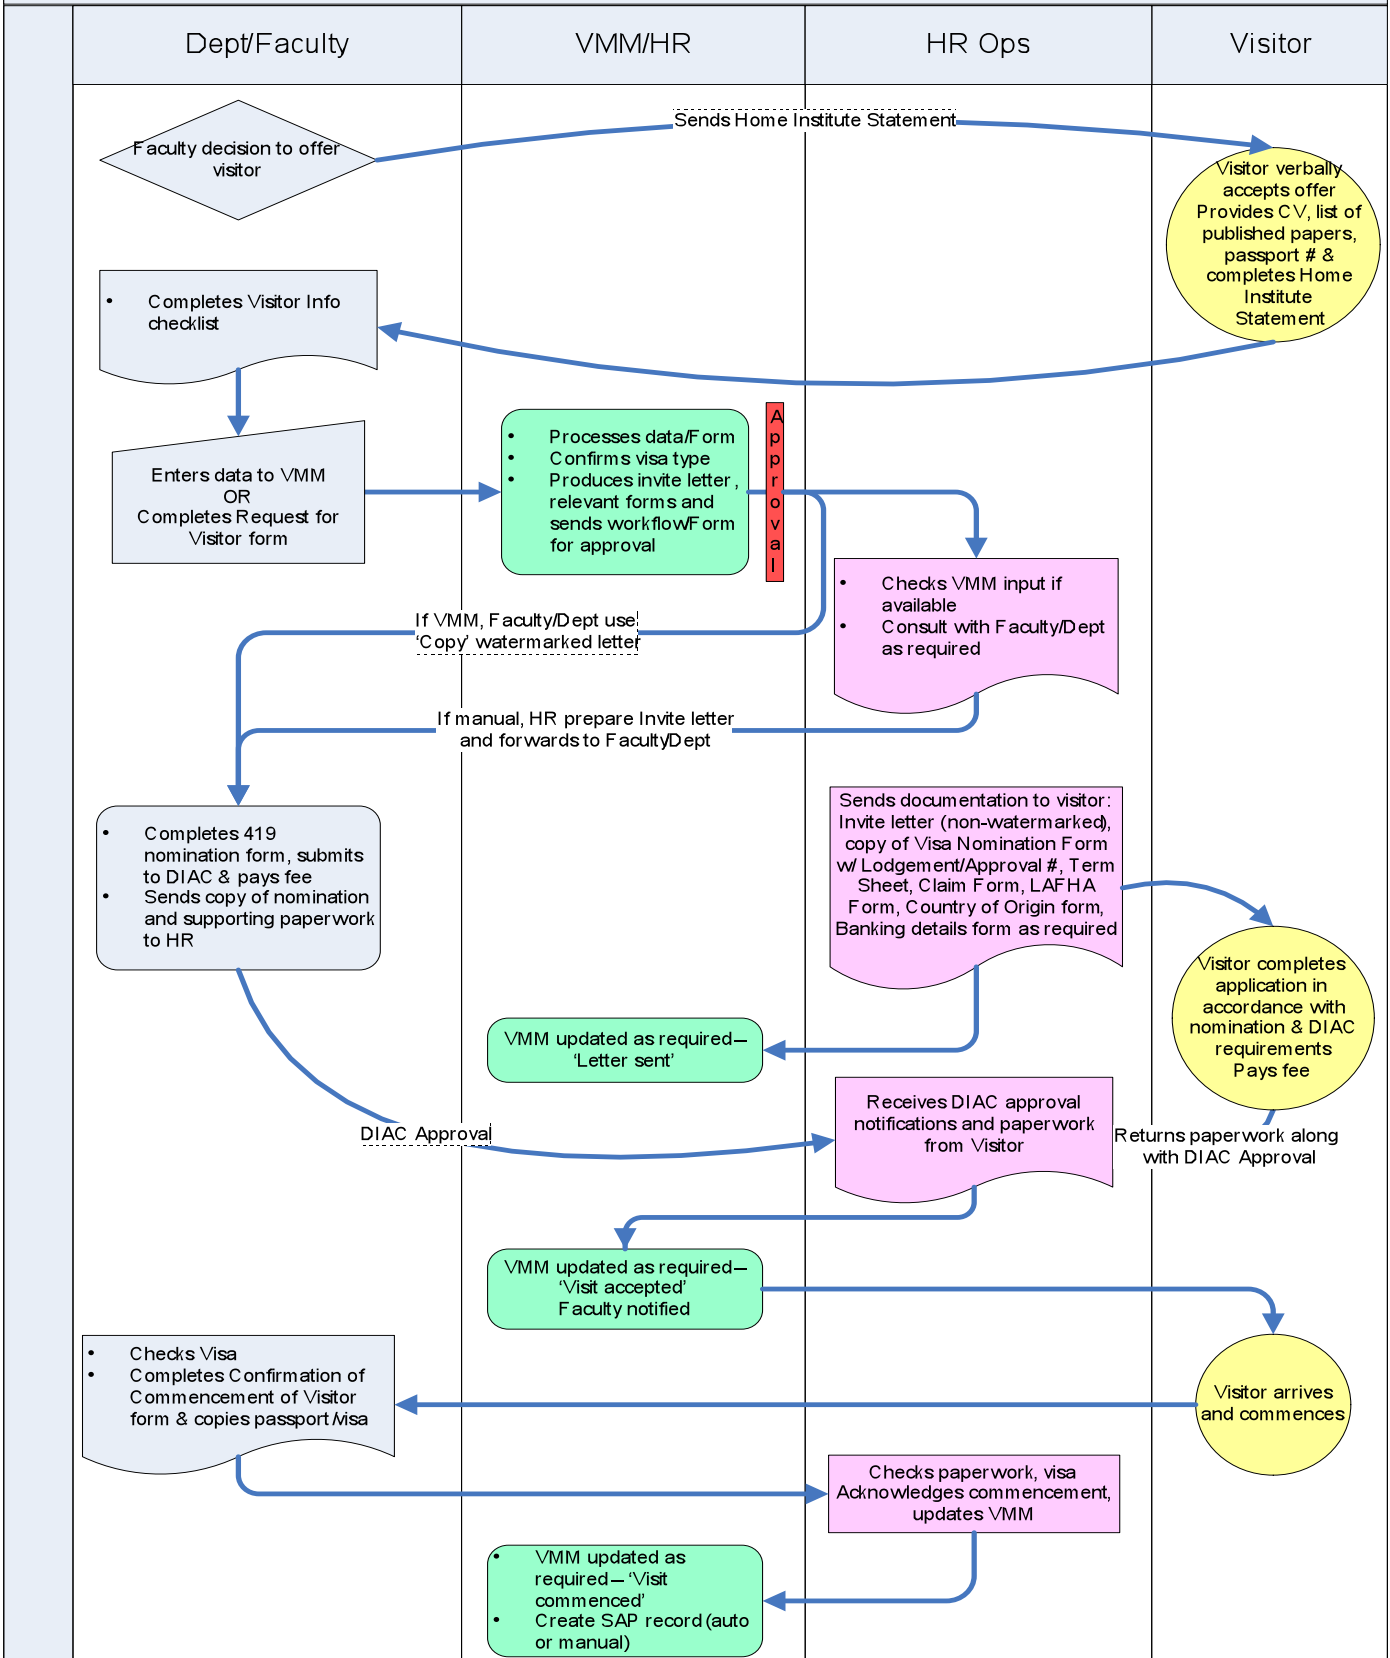 Dept/Faculty
VMM/HR
HR Ops
Visitor
Faculty decision to offer
visitor
Sends Home Institute Statement
Visitor verbally
accepts offer
Provides CV, list of
published papers,
passport # &
completes Home
Institute
Statement
• Completes Visitor Info
checklist
Enters data to VMM
OR
Completes Request for
Visitor form
• Processes data/Form
• Confirms visa type
• Produces invite letter,
relevant forms and
sends workflow/Form
for approval
Approval
• Checks VMM input if
available
• Consult with Faculty/Dept
as required
If VMM, Faculty/Dept use
‘Copy’ watermarked letter
If manual, HR prepare Invite letter
and forwards to Faculty/Dept
• Completes 419
nomination form, submits
to DIAC & pays fee
• Sends copy of nomination
and supporting paperwork
to HR
Sends documentation to visitor:
Invite letter (non-watermarked),
copy of Visa Nomination Form
w/ Lodgement/Approval #, Term
Sheet, Claim Form, LAFHA
Form, Country of Origin form,
Banking details form as required
Visitor completes
application in
accordance with
nomination & DIAC
requirements
Pays fee
VMM updated as required –
‘Letter sent’
DIAC Approval
Receives DIAC approval
notifications and paperwork
from Visitor
Returns paperwork along
with DIAC Approval
VMM updated as required –
‘Visit accepted’
Faculty notified
• Checks Visa
• Completes Confirmation of
Commencement of Visitor
form & copies passport/visa
Visitor arrives
and commences
Checks paperwork, visa
Acknowledges commencement,
updates VMM
• VMM updated as
required – ‘Visit
commenced’
• Create SAP record (auto
or manual)